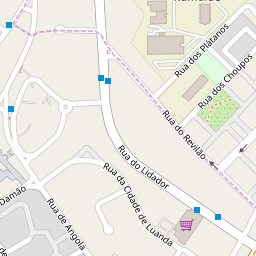 Rua dos Plátanos
Rua dos Choupos
Rua do Revilão
Rua do Lidador
Rua da Cidade de Luanda
Damão
Rua de Angola